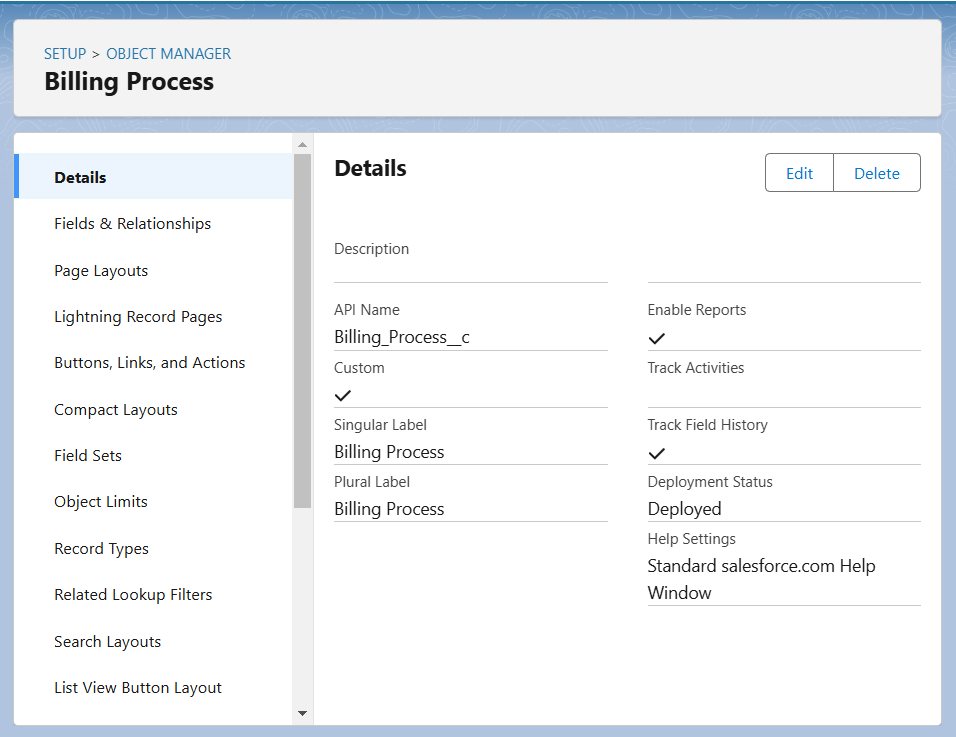 SETUP > OBJECT MANAGER
Billing Process
Details
Fields & Relationships
Page Layouts
Lightning Record Pages
Buttons, Links, and Actions
Compact Layouts
Field Sets
Object Limits
Record Types
Related Lookup Filters
Search Layouts
List View Button Layout
Details
Edit
Delete
Description
API Name
Billing_Process__c
Custom
Singular Label
Billing Process
Plural Label
Billing Process
Enable Reports
Track Activities
Track Field History
Deployment Status
Deployed
Help Settings
Standard salesforce.com Help
Window